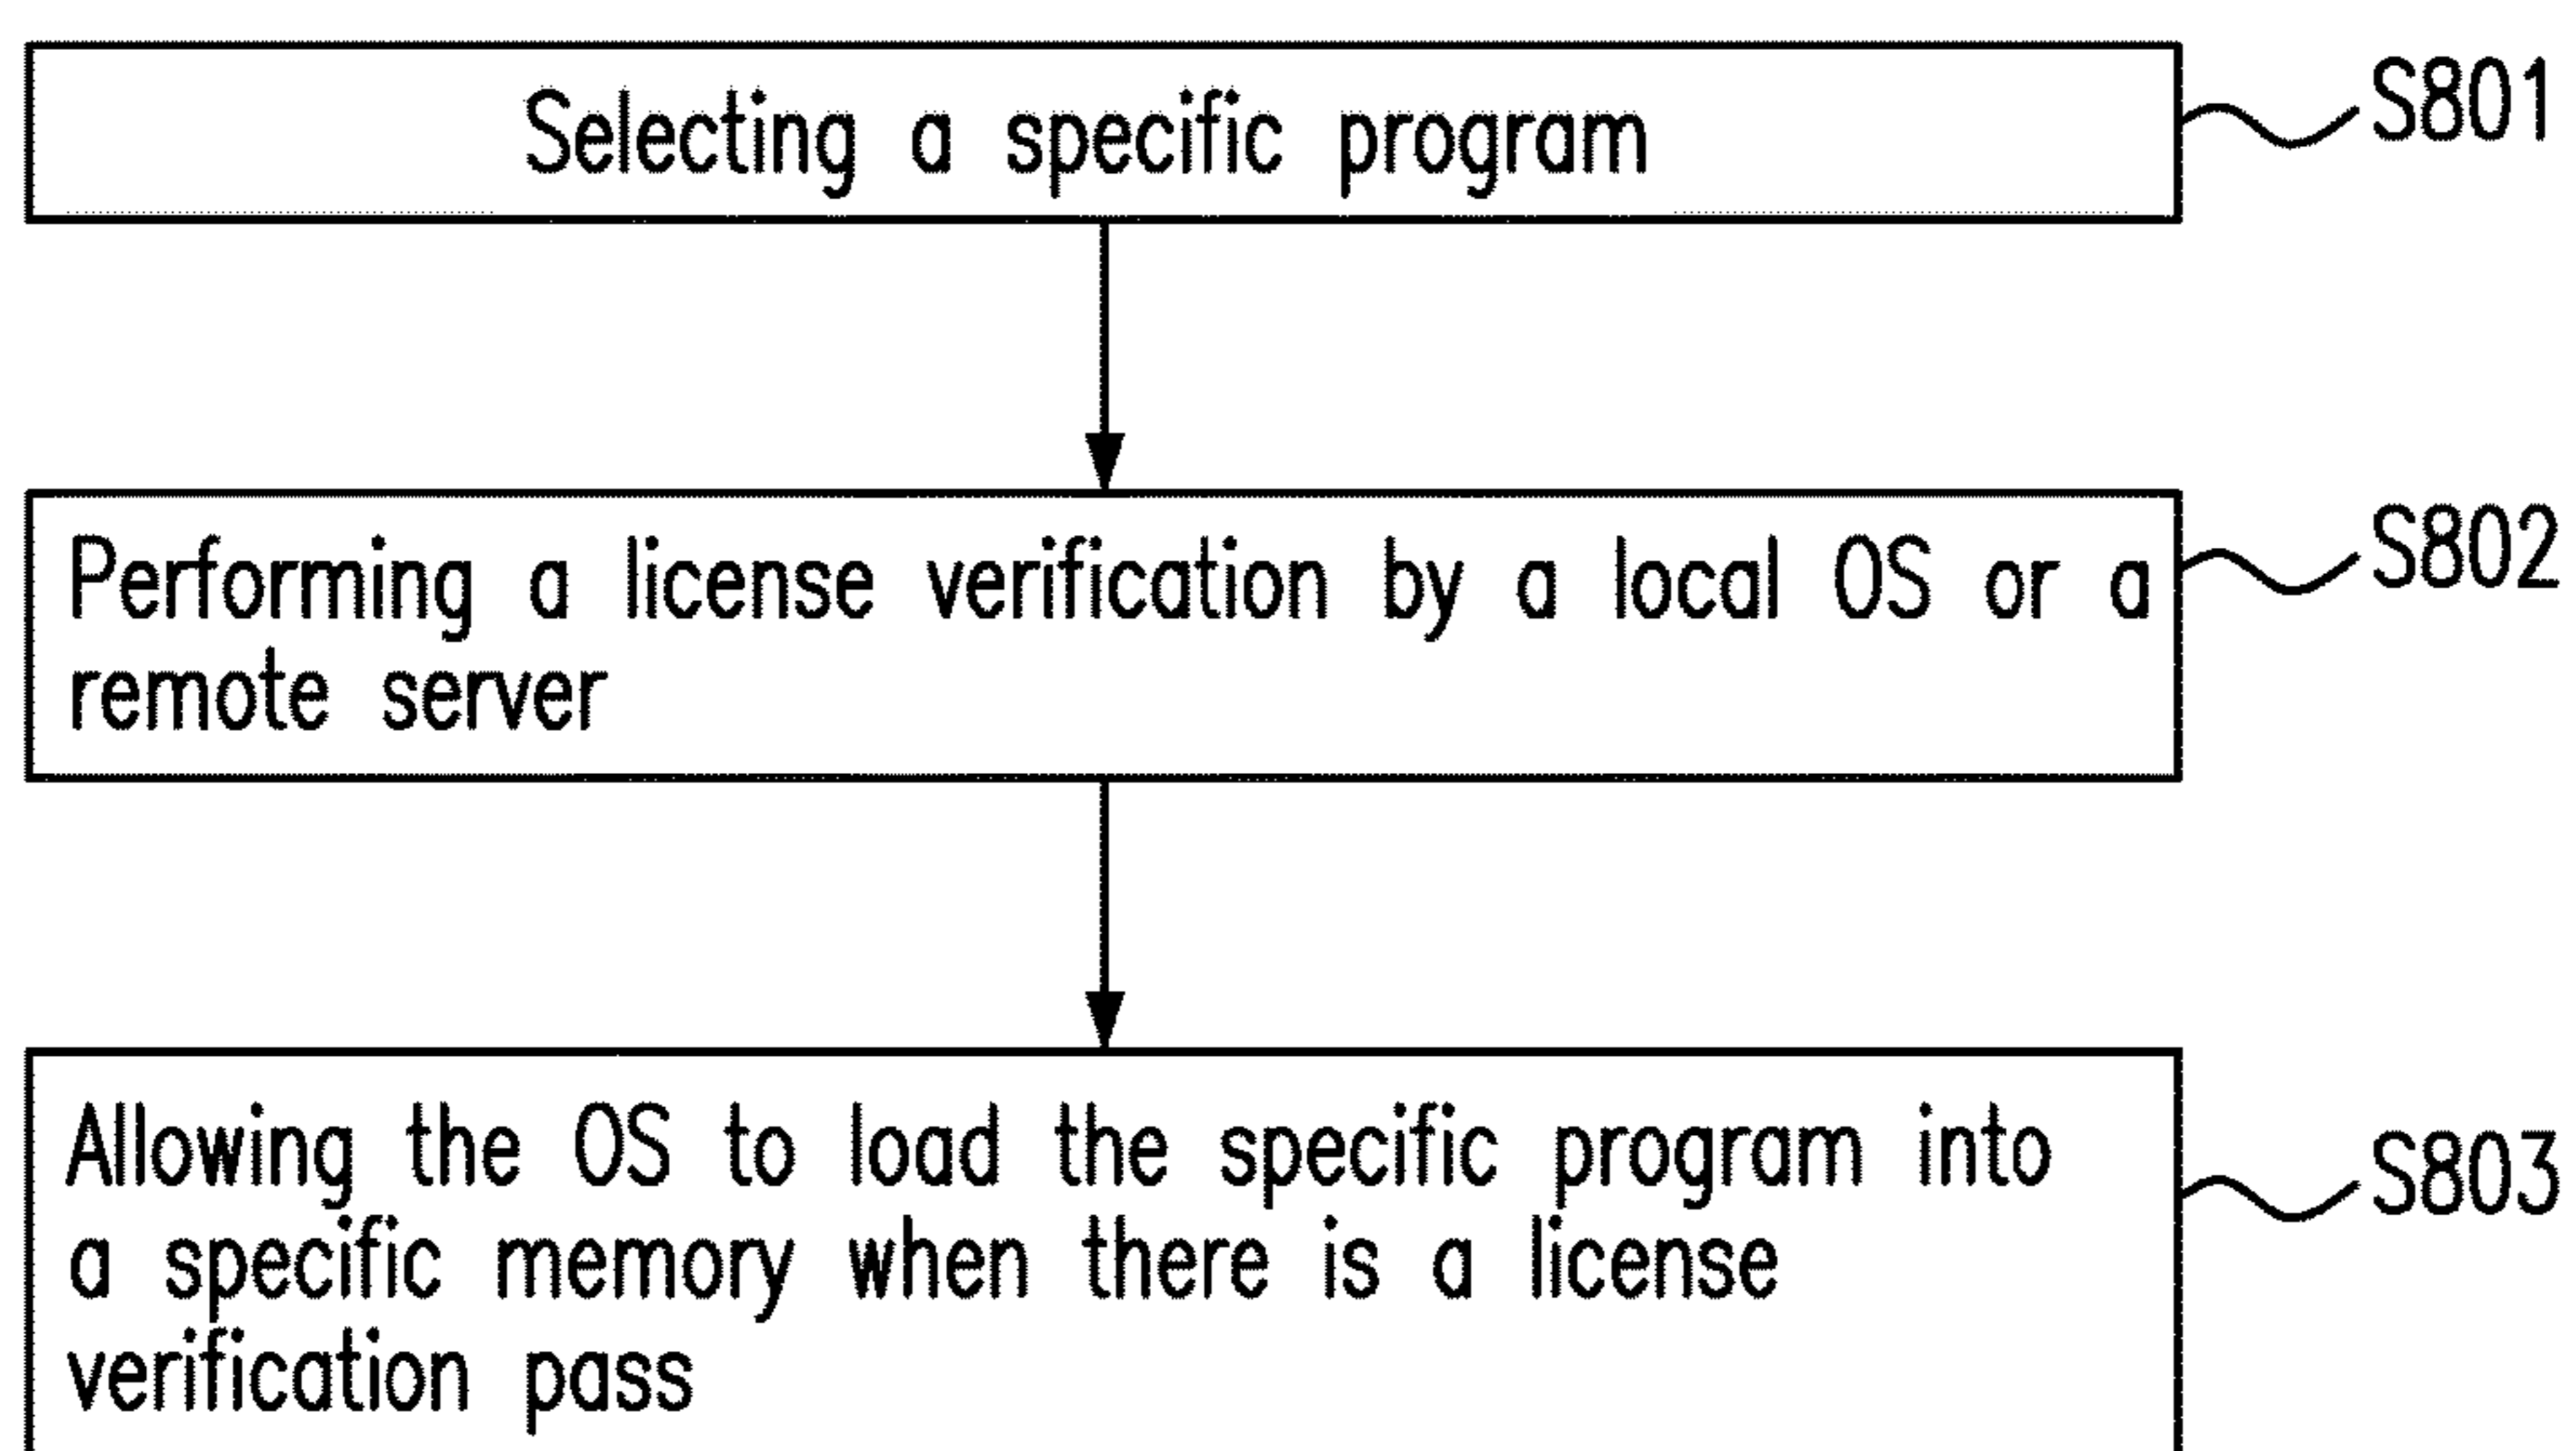 Selecting a specific program
S801
Performing a license verification by a local OS or a
remote server
S802
Allowing the OS to load the specific program into
a specific memory when there is a license
verification pass
S803